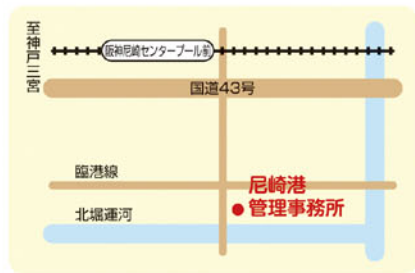 至神戸三宮
阪神尼崎センタープール前
国道43号
臨港線
尼崎港
管理事務所
北堀運河